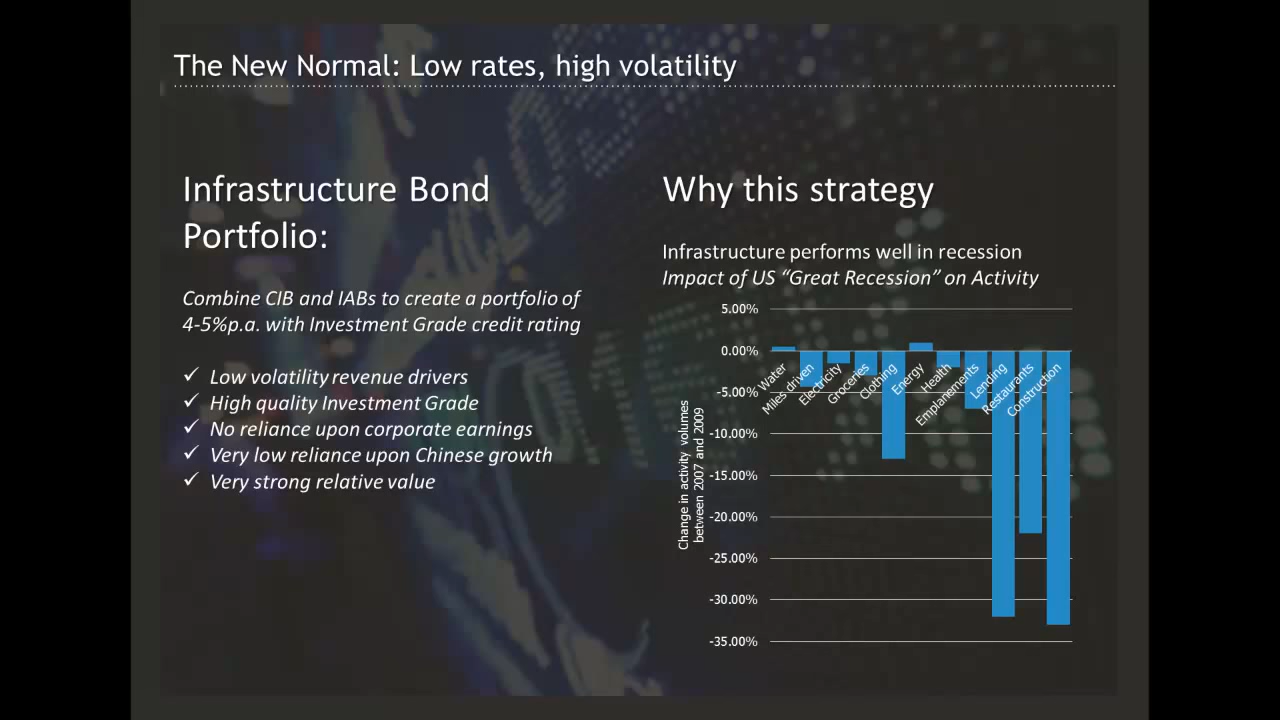 The New Normal: Low rates, high volatility
Infrastructure Bond
Portfolio:
Combine CIB and IABs to create a portfolio of
4-5%p.a. with Investment Grade credit rating
✓ Low volatility revenue drivers
✓ High quality Investment Grade
✓ No reliance upon corporate earnings
✓ Very low reliance upon Chinese growth
✓ Very strong relative value
Why this strategy
Infrastructure performs well in recession
Impact of US “Great Recession” on Activity
Change in activity volumes
between 2007 and 2009
5.00%
0.00%
-5.00%
-10.00%
-15.00%
-20.00%
-25.00%
-30.00%
-35.00%
Water
Miles driven
Electricity
Groceries
Clothing
Energy
Health
Emplanements
Lending
Restaurants
Construction